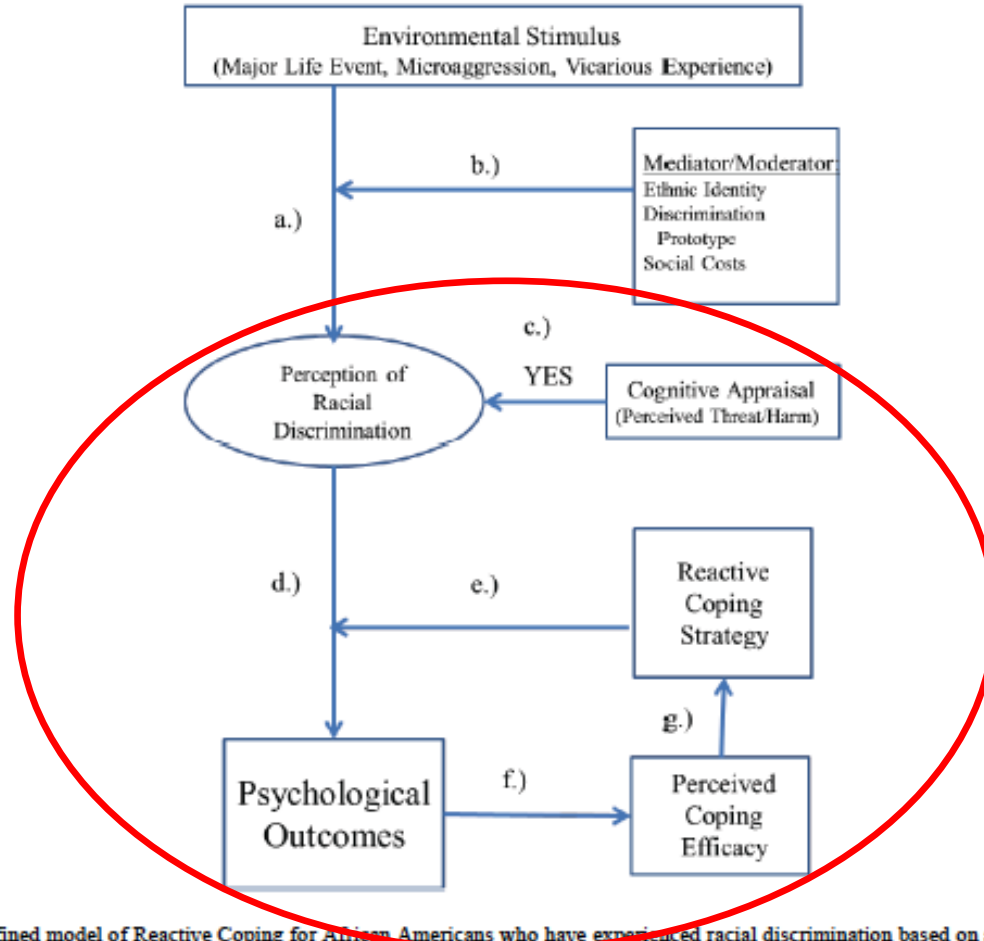 Environmental Stimulus
(Major Life Event, Microaggression, Vicarious Experience)
b.)
Mediator/Moderator:
Ethnic Identity
Discrimination
Prototype
Social Costs
a.)
c.)
Perception of
Racial
Discrimination
YES
Cognitive Appraisal
(Perceived Threat/Harm)
d.)
e.)
Reactive
Coping
Strategy
g.)
Psychological
Outcomes
f.)
Perceived
Coping
Efficacy
model of Reactive Coping for African Americans who have experienced racial discrimination based on